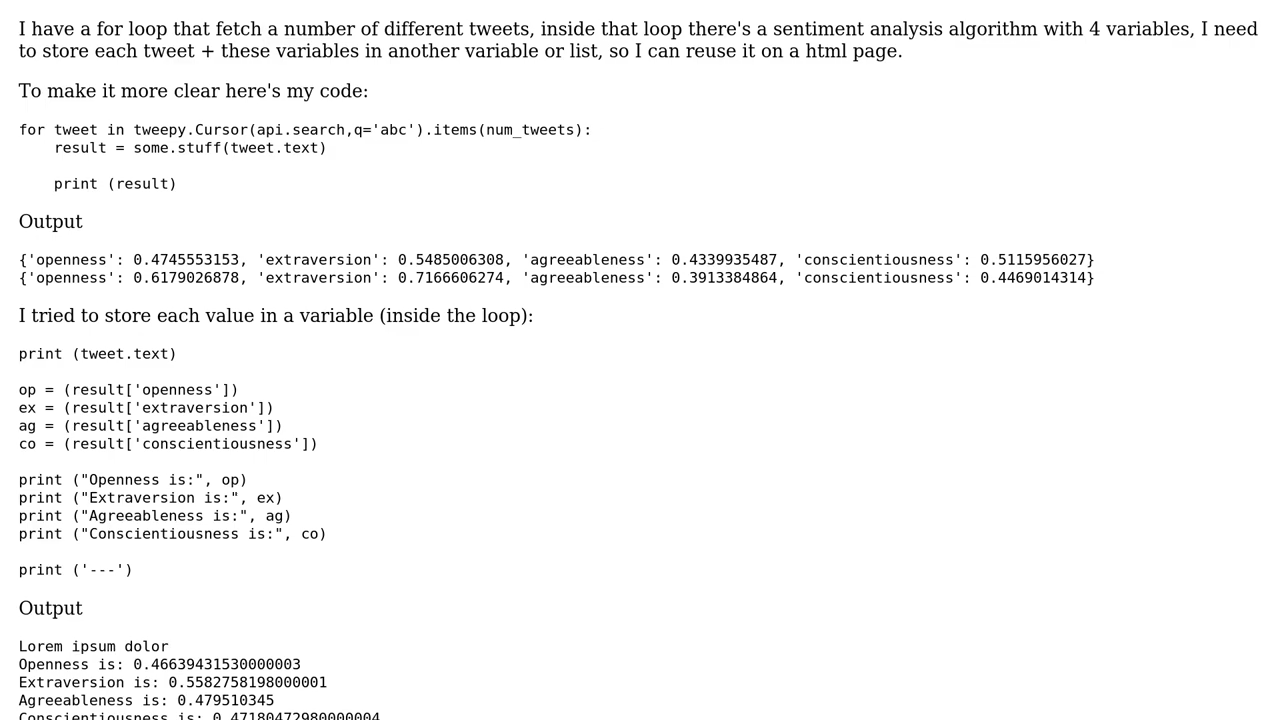 I have a for loop that fetch a number of different tweets, inside that loop there's a sentiment analysis algorithm with 4 variables, I need
to store each tweet + these variables in another variable or list, so I can reuse it on a html page.
To make it more clear here's my code:
for tweet in tweepy.Cursor(api.search,q='abc').items(num_tweets):
    result = some.stuff(tweet.text)
    print (result)
Output
{'openness': 0.4745553153, 'extraversion': 0.5485006308, 'agreeableness': 0.4339935487, 'conscientiousness': 0.5115956027}
{'openness': 0.6179026878, 'extraversion': 0.7166606274, 'agreeableness': 0.3913384864, 'conscientiousness': 0.4469014314}
I tried to store each value in a variable (inside the loop):
print (tweet.text)
op = (result['openness'])
ex = (result['extraversion'])
ag = (result['agreeableness'])
co = (result['conscientiousness'])
print ("Openness is:", op)
print ("Extraversion is:", ex)
print ("Agreeableness is:", ag)
print ("Conscientiousness is:", co)
print ('---')
Output
Lorem ipsum dolor
Openness is: 0.46639431530000003
Extraversion is: 0.5582758198000001
Agreeableness is: 0.479510345
Conscientiousness is: 0.47180472980000004